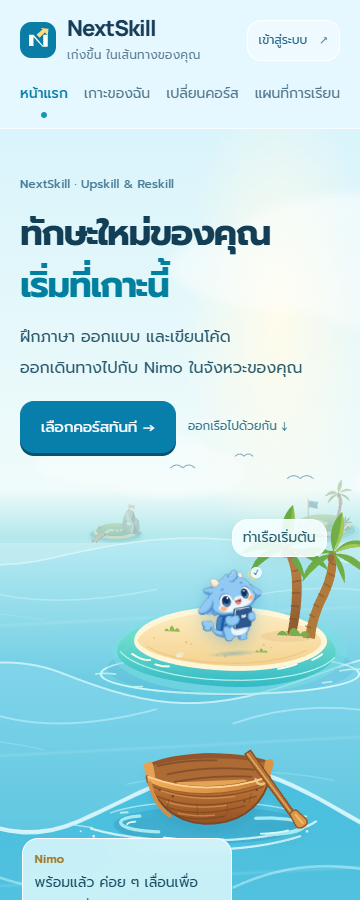 NextSkill
เก่งขึ้น ในเส้นทางของคุณ
เข้าสู่ระบบ ↗
หน้าแรก เกาะของฉัน เปลี่ยนคอร์ส แผนที่การเรียน
NextSkill · Upskill & Reskill
ทักษะใหม่ของคุณ
เริ่มที่เกาะนี้
ฝึกภาษา ออกแบบ และเขียนโค้ด
ออกเดินทางไปกับ Nimo ในจังหวะของคุณ
เลือกคอร์สทันที →
ออกเรือไปด้วยกัน ↓
ท่าเรือเริ่มต้น
Nimo
พร้อมแล้ว ค่อย ๆ เลื่อนเพื่อ